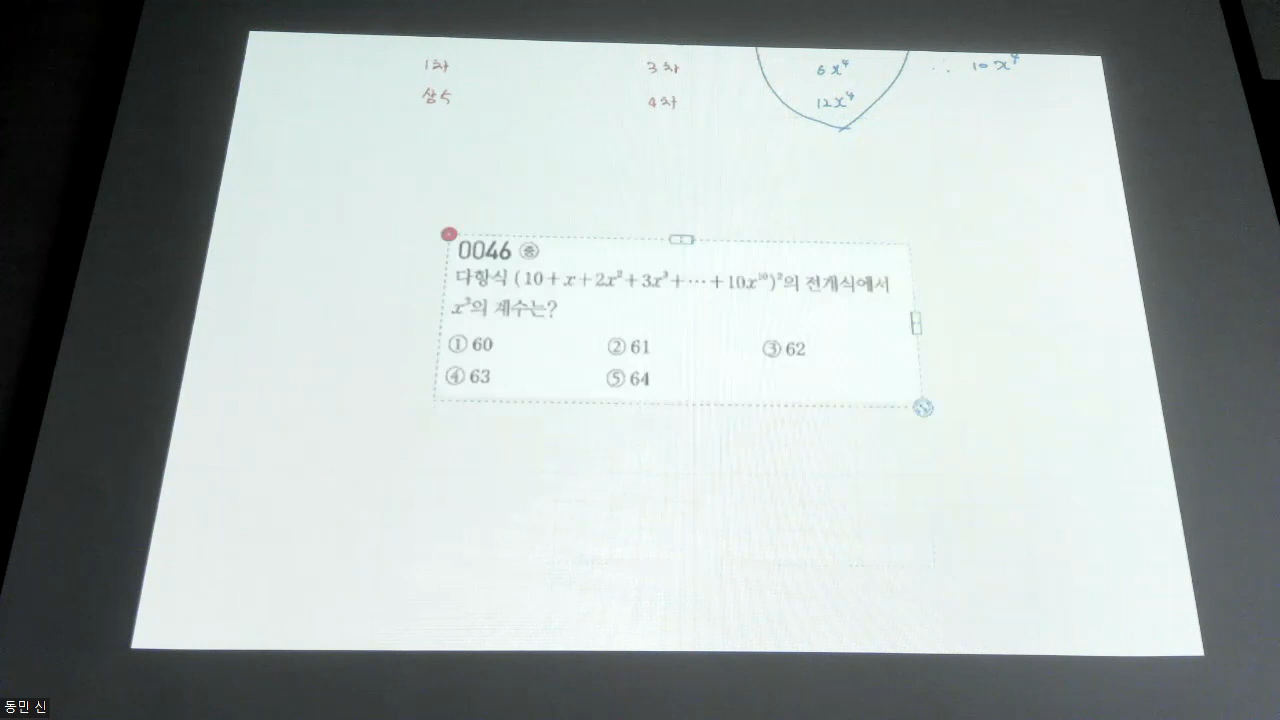 1차 3차 6x⁴ ∴ 10x⁴
상수 4차 12x⁴
0046 중
다항식 (10+x+2x²+3x³+⋯+10x¹⁰)²의 전개식에서
x³의 계수는?
① 60 ② 61 ③ 62
④ 63 ⑤ 64
동민 신